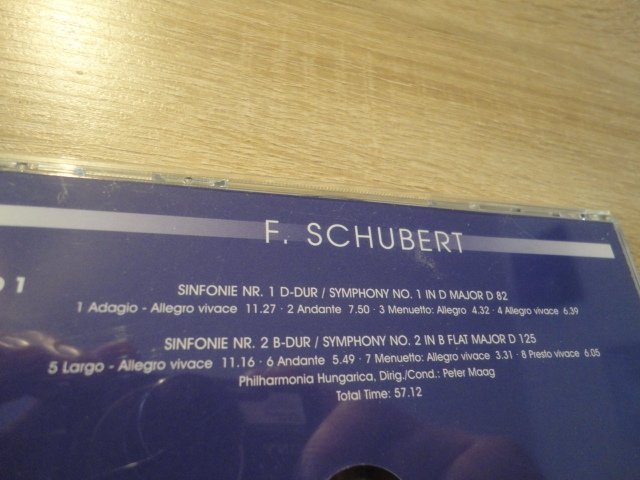 F. SCHUBERT
1
SINFONIE NR. 1 D-DUR / SYMPHONY NO. 1 IN D MAJOR D 82
1 Adagio - Allegro vivace 11.27 · 2 Andante 7.50 · 3 Menuetto: Allegro 4.32 · 4 Allegro vivace 6.39
SINFONIE NR. 2 B-DUR / SYMPHONY NO. 2 IN B FLAT MAJOR D 125
5 Largo - Allegro vivace 11.16 · 6 Andante 5.49 · 7 Menuetto: Allegro vivace 3.31 · 8 Presto vivace 6.05
Philharmonia Hungarica, Dirig./Cond.: Peter Maag
Total Time: 57.12